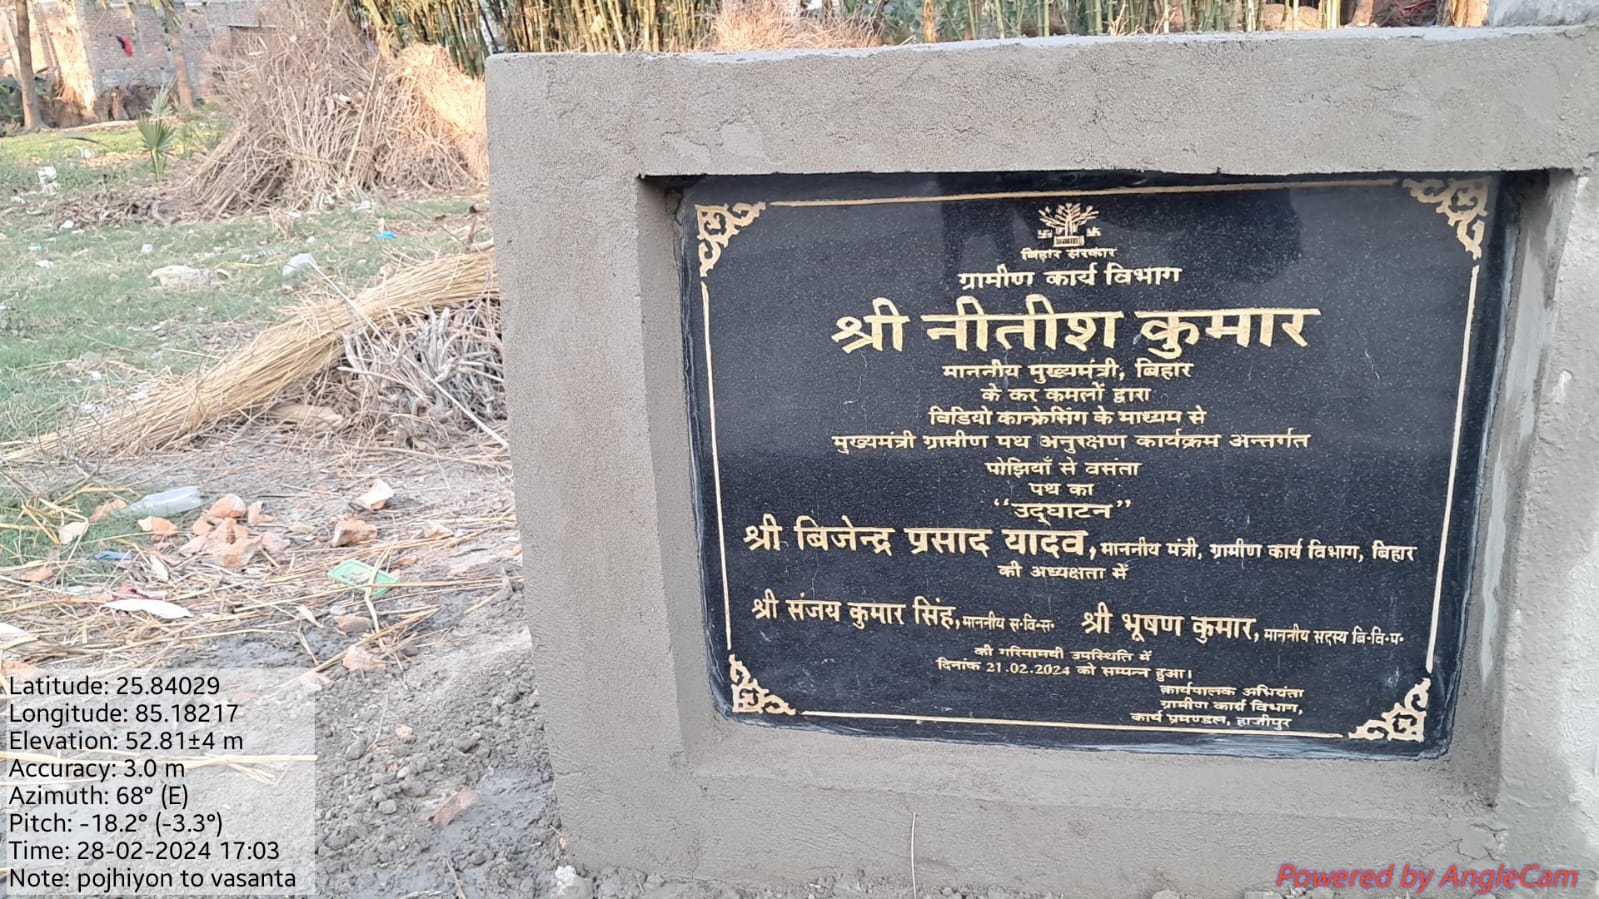 बिहार सरकार
ग्रामीण कार्य विभाग
श्री नीतीश कुमार
माननीय मुख्यमंत्री, बिहार
के कर कमलों द्वारा
विडियो कान्फ्रेसिंग के माध्यम से
मुख्यमंत्री ग्रामीण पथ अनुरक्षण कार्यक्रम अन्तर्गत
पोझियाँ से वसंता
पथ का
“उद्घाटन”
श्री बिजेन्द्र प्रसाद यादव, माननीय मंत्री, ग्रामीण कार्य विभाग, बिहार
की अध्यक्षता में
श्री संजय कुमार सिंह, माननीय स॰वि॰स॰ श्री भूषण कुमार, माननीय सदस्य बि॰वि॰प॰
की गरिमामयी उपस्थिति में
दिनांक 21.02.2024 को सम्पन्न हुआ।
कार्यपालक अभियंता
ग्रामीण कार्य विभाग,
कार्य प्रमण्डल, हाजीपुर
Latitude: 25.84029
Longitude: 85.18217
Elevation: 52.81±4 m
Accuracy: 3.0 m
Azimuth: 68° (E)
Pitch: -18.2° (-3.3°)
Time: 28-02-2024 17:03
Note: pojhiyon to vasanta
Powered by AngleCam